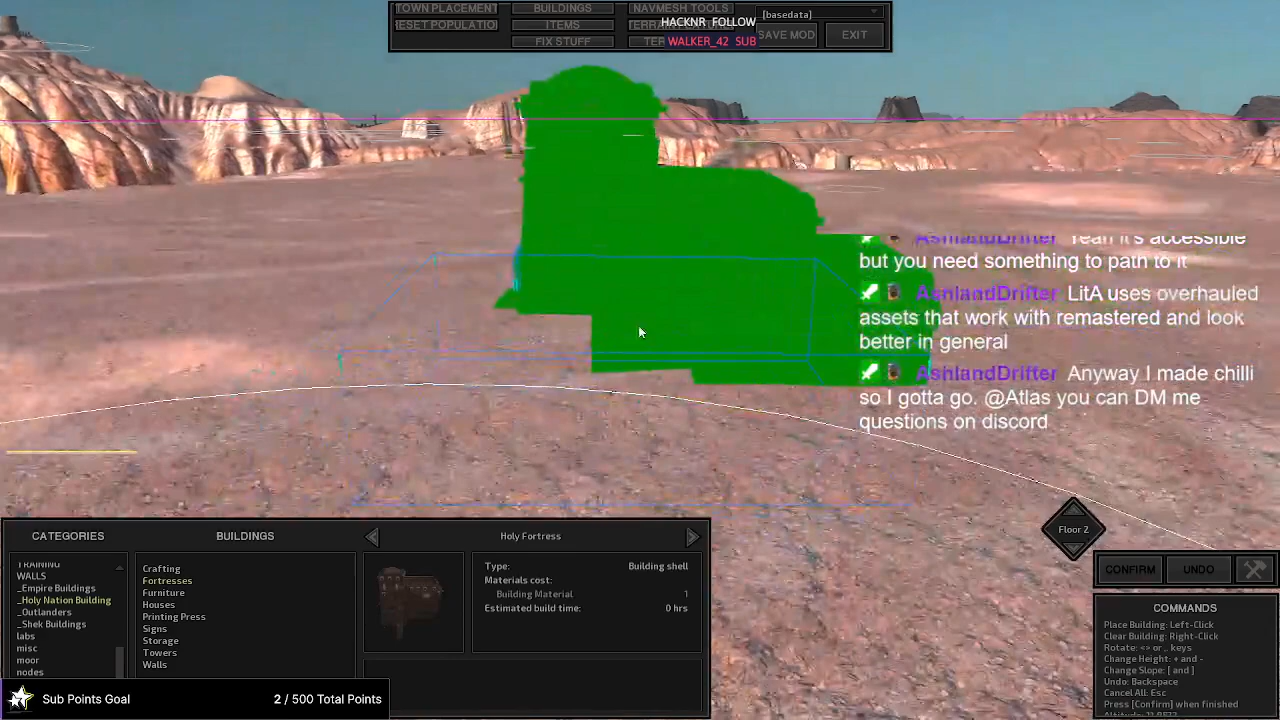 TOWN PLACEMENT
BUILDINGS
NAVMESH TOOLS
[basedata]
RESET POPULATION
ITEMS
HACKNR FOLLOW
SAVE MOD
EXIT
FIX STUFF
WALKER_42 SUB
AshlandDrifter Yeah it's accessible
but you need something to path to it
AshlandDrifter LitA uses overhauled
assets that work with remastered and look
better in general
AshlandDrifter Anyway I made chilli
so I gotta go. @Atlas you can DM me
questions on discord
Floor 2
CONFIRM
UNDO
CATEGORIES
TRAINING
WALLS
_Empire Buildings
_Holy Nation Building
_Outlanders
_Shek Buildings
labs
misc
moor
nodes
BUILDINGS
Crafting
Fortresses
Furniture
Houses
Printing Press
Signs
Storage
Towers
Walls
Holy Fortress
Type: Building shell
Materials cost:
Building Material 1
Estimated build time: 0 hrs
COMMANDS
Place Building: Left-Click
Clear Building: Right-Click
Rotate: <> or ,. keys
Change Height: + and -
Change Slope: [ and ]
Undo: Backspace
Cancel All: Esc
Press [Confirm] when finished
Sub Points Goal 2 / 500 Total Points